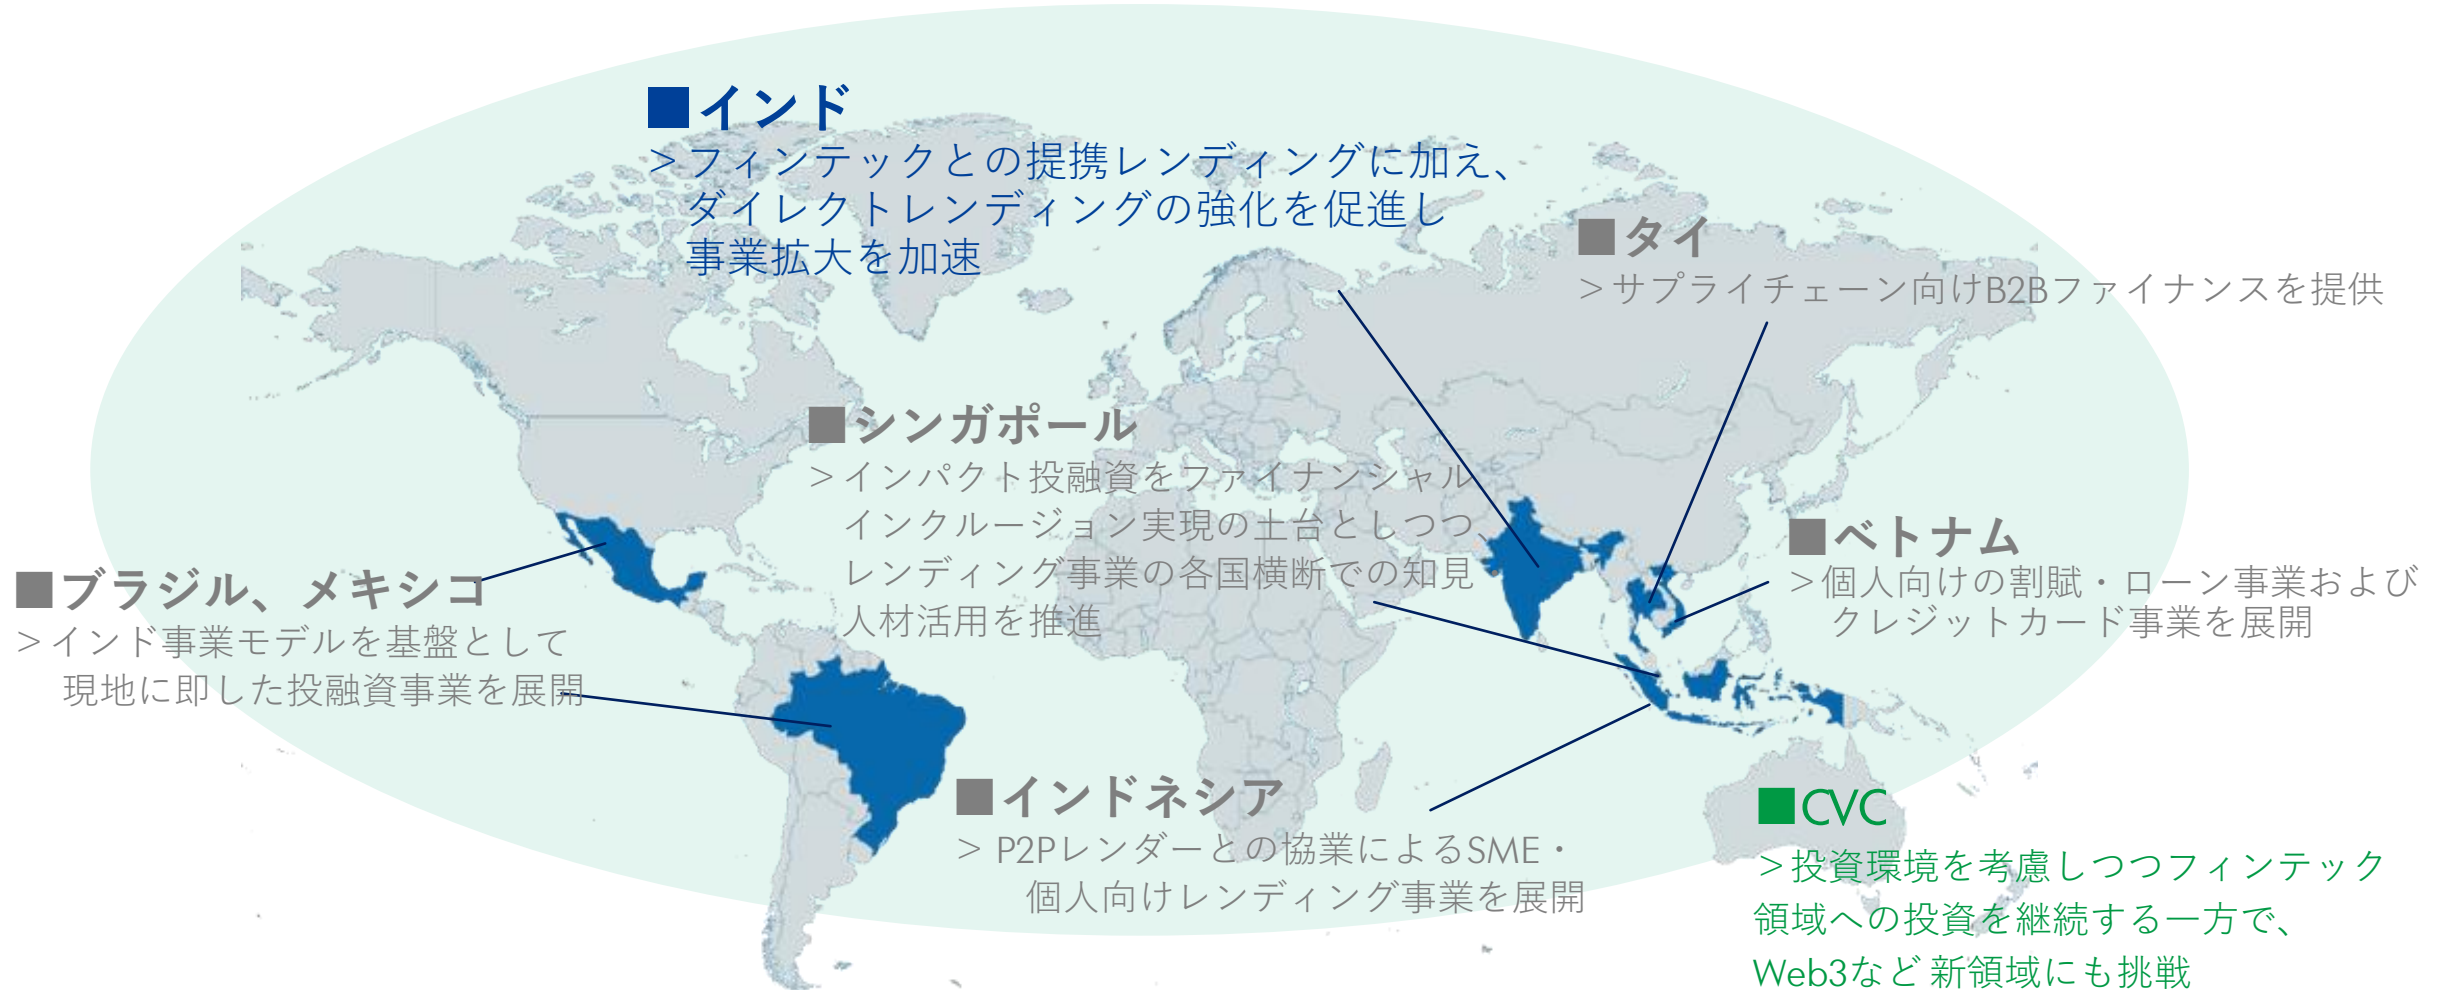 ■インド
＞フィンテックとの提携レンディングに加え、
ダイレクトレンディングの強化を促進し
事業拡大を加速
■タイ
＞サプライチェーン向けB2Bファイナンスを提供
■シンガポール
＞インパクト投融資をファイナンシャル
インクルージョン実現の土台としつつ、
レンディング事業の各国横断での知見・
人材活用を推進
■ベトナム
＞個人向けの割賦・ローン事業および
クレジットカード事業を展開
■ブラジル、メキシコ
＞インド事業モデルを基盤として
現地に即した投融資事業を展開
■インドネシア
＞P2Pレンダーとの協業によるSME・
個人向けレンディング事業を展開
■CVC
＞投資環境を考慮しつつフィンテック
領域への投資を継続する一方で、
Web3など 新領域にも挑戦